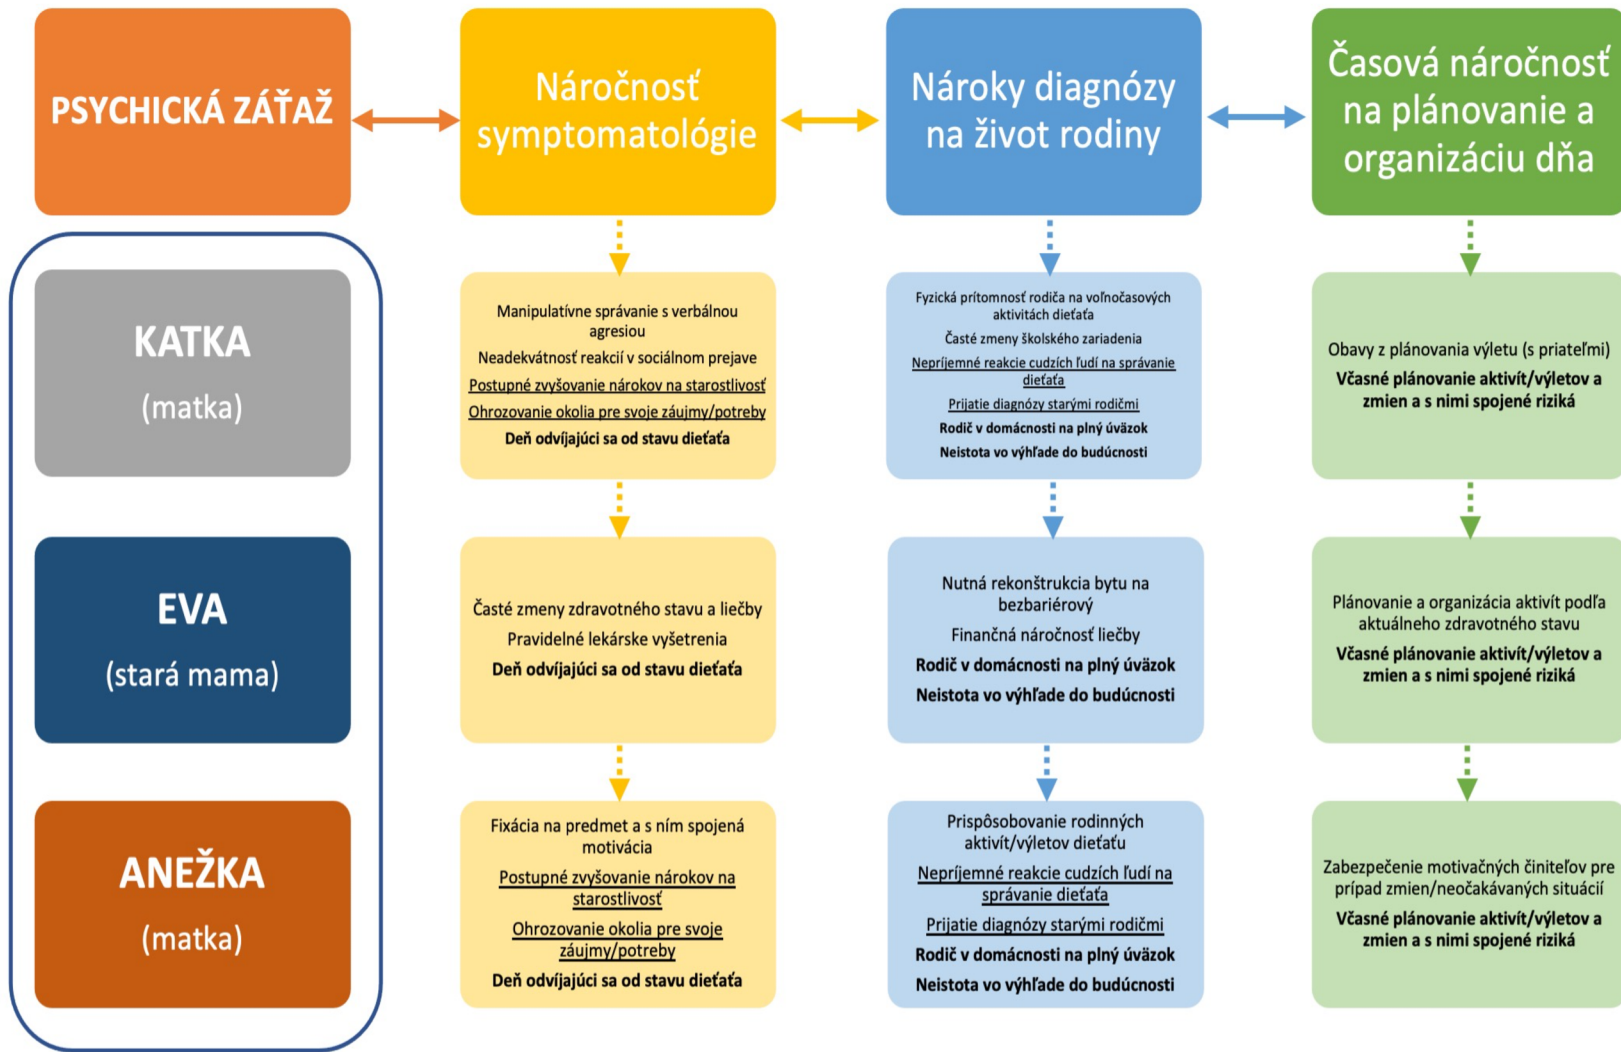 PSYCHICKÁ ZÁŤAŽ
Náročnosť
symptomatológie
Nároky diagnózy
na život rodiny
Časová náročnosť
na plánovanie a
organizáciu dňa
KATKA
(matka)
Manipulatívne správanie s verbálnou
agresiou
Neadekvátnosť reakcií v sociálnom prejave
Postupné zvyšovanie nárokov na starostlivosť
Ohrozovanie okolia pre svoje záujmy/potreby
Deň odvíjajúci sa od stavu dieťaťa
Fyzická prítomnosť rodiča na voľnočasových
aktivitách dieťaťa
Časté zmeny školského zariadenia
Nepríjemné reakcie cudzích ľudí na správanie
dieťaťa
Prijatie diagnózy starými rodičmi
Rodič v domácnosti na plný úväzok
Neistota vo výhľade do budúcnosti
Obavy z plánovania výletu (s priateľmi)
Včasné plánovanie aktivít/výletov a
zmien a s nimi spojené riziká
EVA
(stará mama)
Časté zmeny zdravotného stavu a liečby
Pravidelné lekárske vyšetrenia
Deň odvíjajúci sa od stavu dieťaťa
Nutná rekonštrukcia bytu na
bezbariérový
Finančná náročnosť liečby
Rodič v domácnosti na plný úväzok
Neistota vo výhľade do budúcnosti
Plánovanie a organizácia aktivít podľa
aktuálneho zdravotného stavu
Včasné plánovanie aktivít/výletov a
zmien a s nimi spojené riziká
ANEŽKA
(matka)
Fixácia na predmet a s ním spojená
motivácia
Postupné zvyšovanie nárokov na
starostlivosť
Ohrozovanie okolia pre svoje
záujmy/potreby
Deň odvíjajúci sa od stavu dieťaťa
Prispôsobovanie rodinných
aktivít/výletov dieťaťu
Nepríjemné reakcie cudzích ľudí na
správanie dieťaťa
Prijatie diagnózy starými rodičmi
Rodič v domácnosti na plný úväzok
Neistota vo výhľade do budúcnosti
Zabezpečenie motivačných činiteľov pre
prípad zmien/neočakávaných situácií
Včasné plánovanie aktivít/výletov a
zmien a s nimi spojené riziká